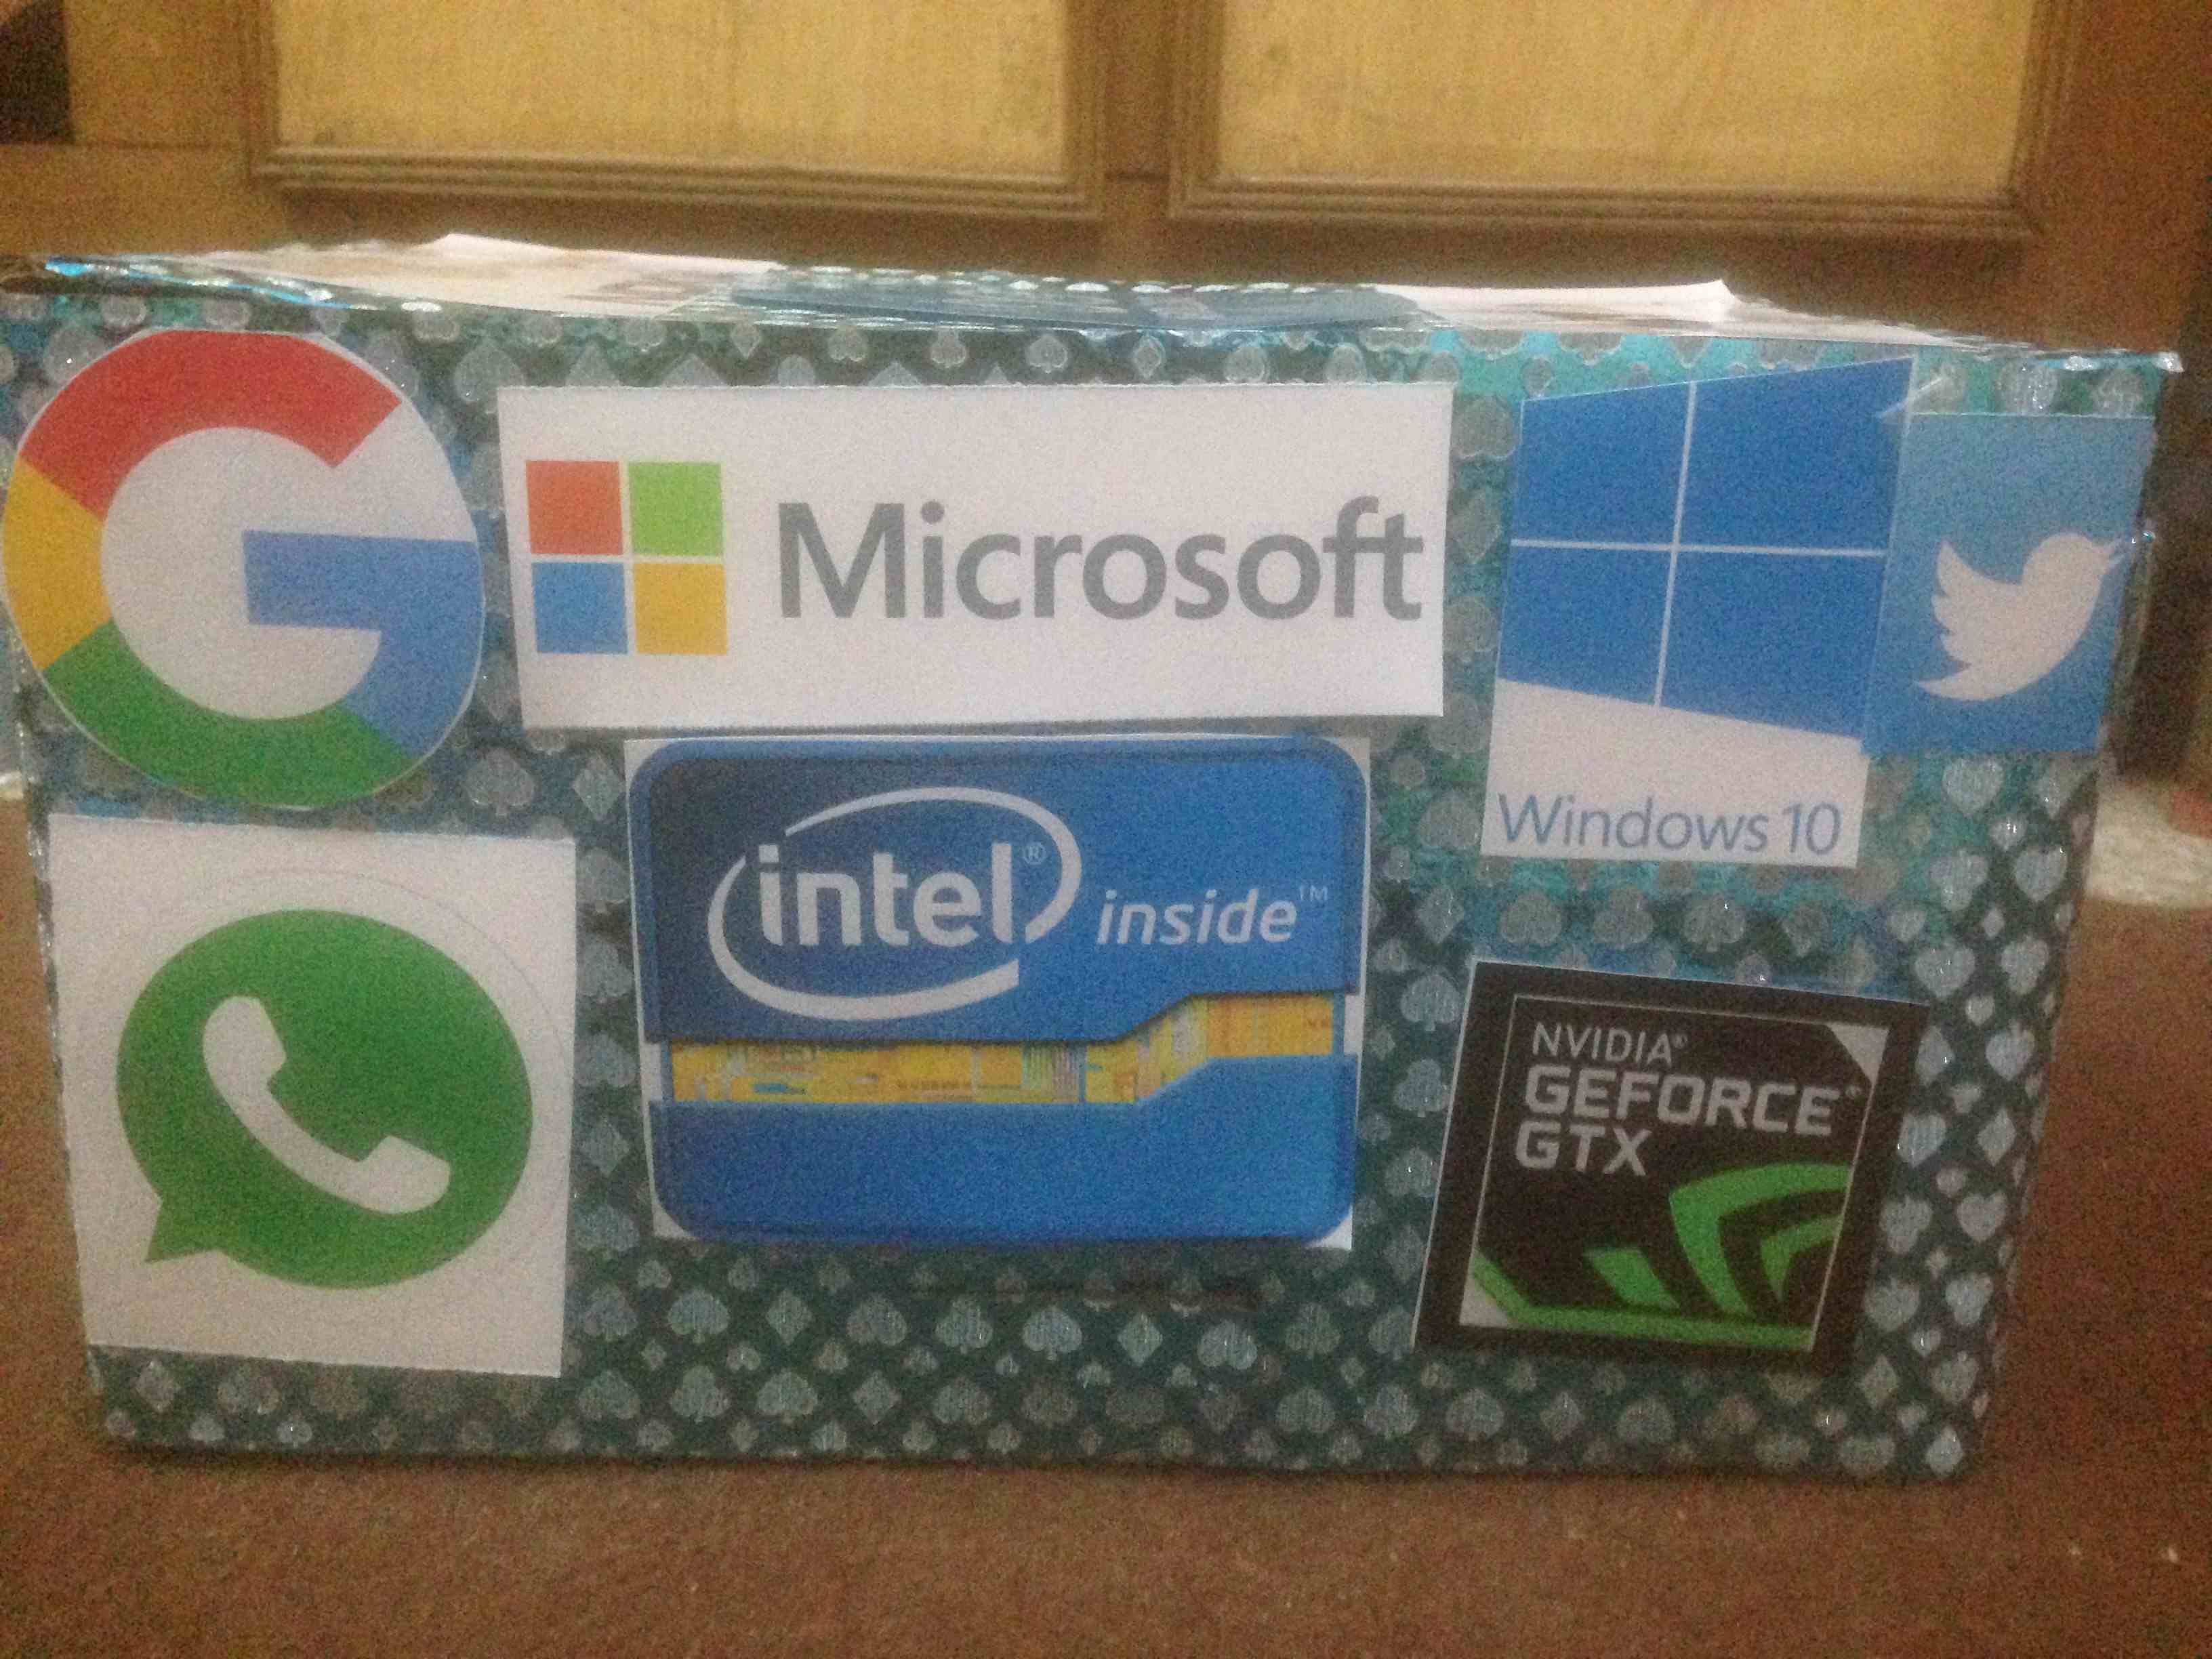 Microsoft
Windows 10
intel® inside™
NVIDIA®
GEFORCE®
GTX